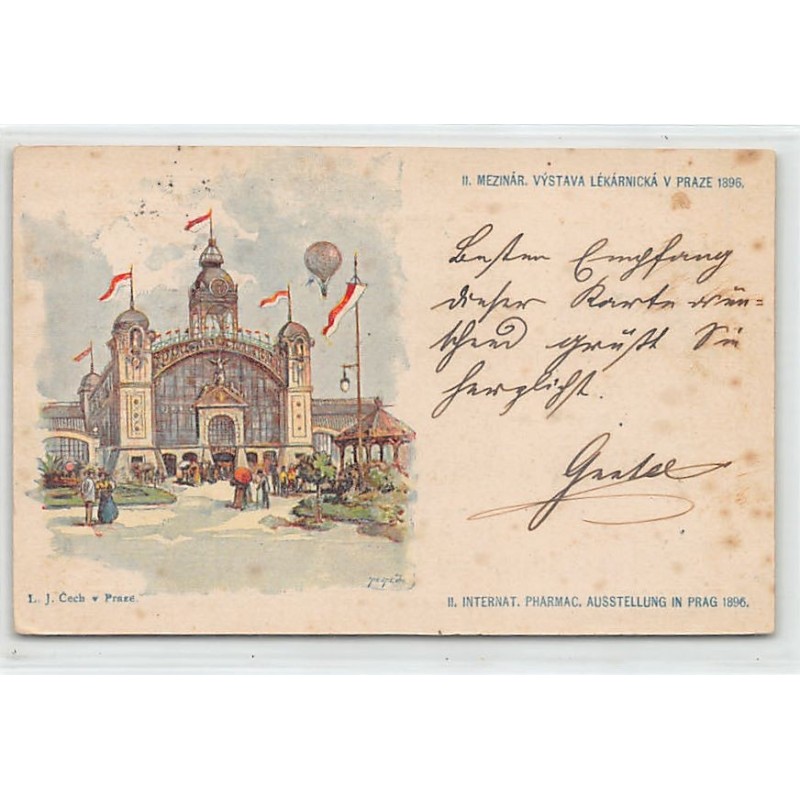 II. MEZINÁR. VÝSTAVA LÉKÁRNICKÁ V PRAZE 1896.
Besten Empfang
dieser Karte wün=
schend grüßt Sie
herzlichst.
Gretel
L. J. Čech v Praze.
II. INTERNAT. PHARMAC. AUSSTELLUNG IN PRAG 1896.